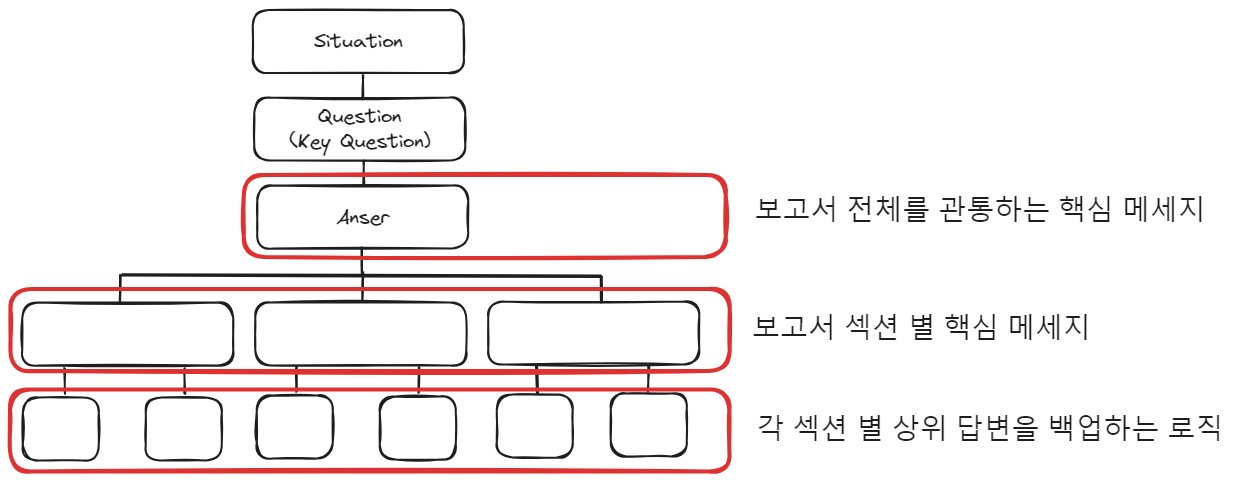 Situation
Question
(Key Question)
Anser
보고서 전체를 관통하는 핵심 메세지
보고서 섹션 별 핵심 메세지
각 섹션 별 상위 답변을 백업하는 로직